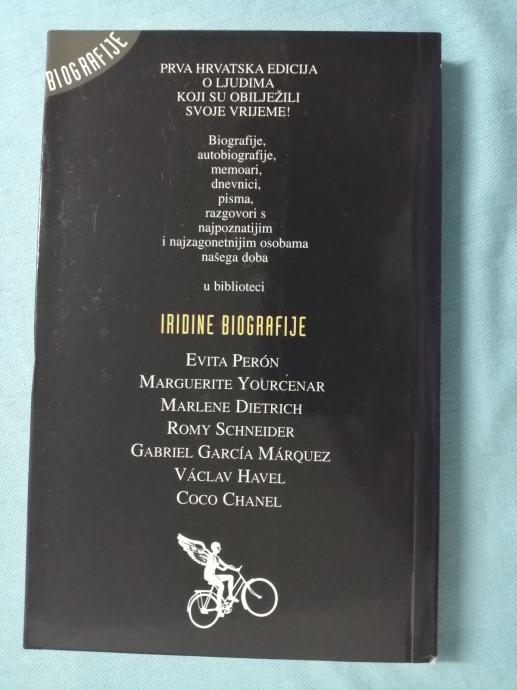 BIOGRAFIJE
PRVA HRVATSKA EDICIJA
O LJUDIMA
KOJI SU OBILJEŽILI
SVOJE VRIJEME!
Biografije,
autobiografije,
memoari,
dnevnici,
pisma,
razgovori s
najpoznatijim
i najzagonetnijim osobama
našega doba
u biblioteci
IRIDINE BIOGRAFIJE
EVITA PERÓN
MARGUERITE YOURCENAR
MARLENE DIETRICH
ROMY SCHNEIDER
GABRIEL GARCÍA MÁRQUEZ
VÁCLAV HAVEL
COCO CHANEL